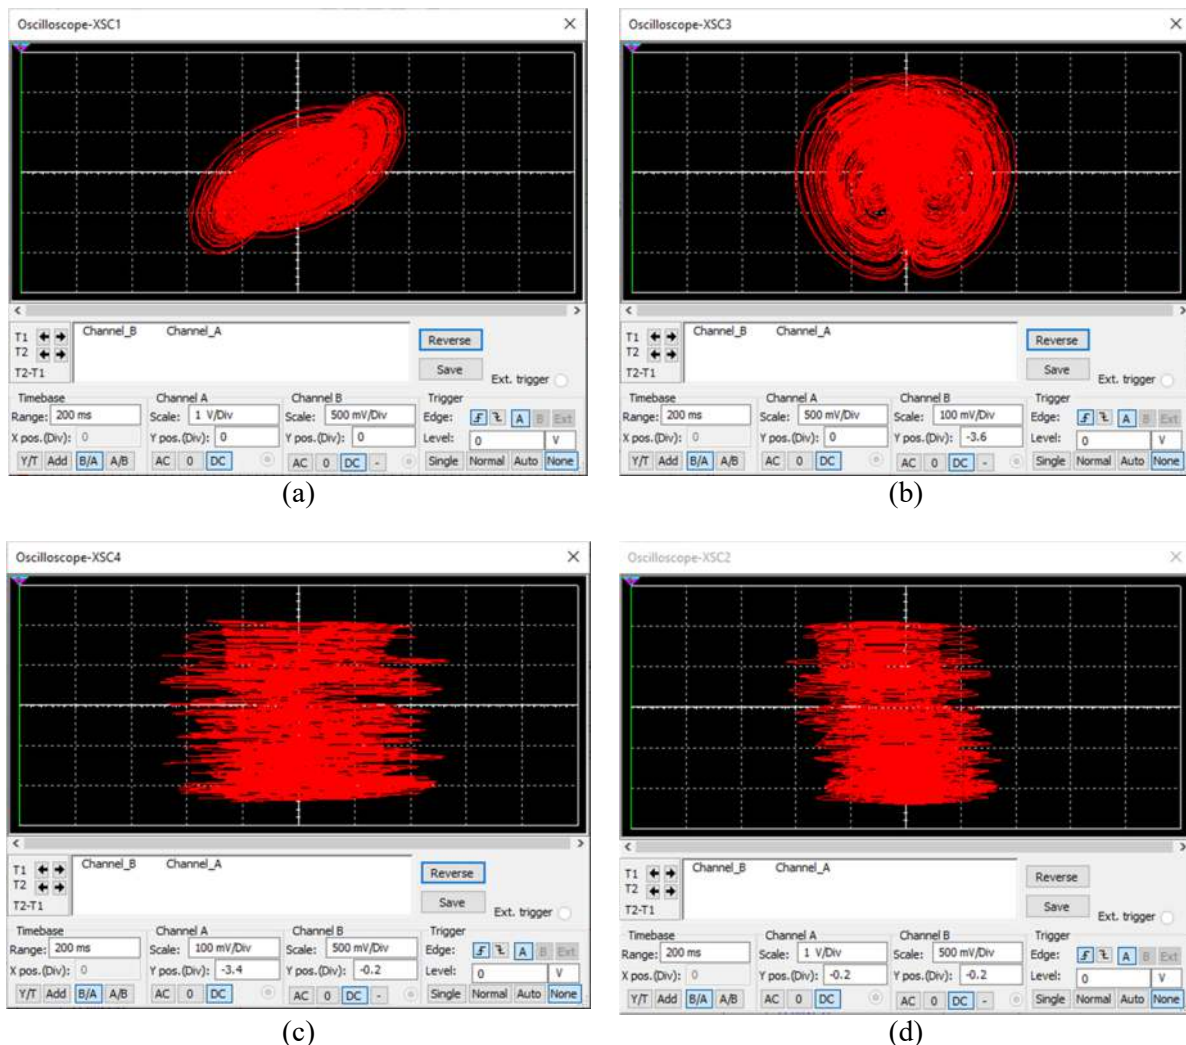 Oscilloscope-XSC1 ×
< >
T1
T2
T2-T1
Channel_B Channel_A
Reverse
Save
Ext. trigger
Timebase
Range: 200 ms
X pos.(Div): 0
Y/T Add B/A A/B
Channel A
Scale: 1 V/Div
Y pos.(Div): 0
AC 0 DC
Channel B
Scale: 500 mV/Div
Y pos.(Div): 0
AC 0 DC -
Trigger
Edge: A B Ext
Level: 0 V
Single Normal Auto None
(a)
Oscilloscope-XSC3 ×
< >
T1
T2
T2-T1
Channel_B Channel_A
Reverse
Save
Ext. trigger
Timebase
Range: 200 ms
X pos.(Div): 0
Y/T Add B/A A/B
Channel A
Scale: 500 mV/Div
Y pos.(Div): 0
AC 0 DC
Channel B
Scale: 100 mV/Div
Y pos.(Div): -3.6
AC 0 DC -
Trigger
Edge: A B Ext
Level: 0 V
Single Normal Auto None
(b)
Oscilloscope-XSC4 ×
< >
T1
T2
T2-T1
Channel_B Channel_A
Reverse
Save
Ext. trigger
Timebase
Range: 200 ms
X pos.(Div): 0
Y/T Add B/A A/B
Channel A
Scale: 100 mV/Div
Y pos.(Div): -3.4
AC 0 DC
Channel B
Scale: 500 mV/Div
Y pos.(Div): -0.2
AC 0 DC -
Trigger
Edge: A B Ext
Level: 0 V
Single Normal Auto None
(c)
Oscilloscope-XSC2 ×
< >
T1
T2
T2-T1
Channel_B Channel_A
Reverse
Save
Ext. trigger
Timebase
Range: 200 ms
X pos.(Div): 0
Y/T Add B/A A/B
Channel A
Scale: 1 V/Div
Y pos.(Div): -0.2
AC 0 DC
Channel B
Scale: 500 mV/Div
Y pos.(Div): -0.2
AC 0 DC -
Trigger
Edge: A B Ext
Level: 0 V
Single Normal Auto None
(d)